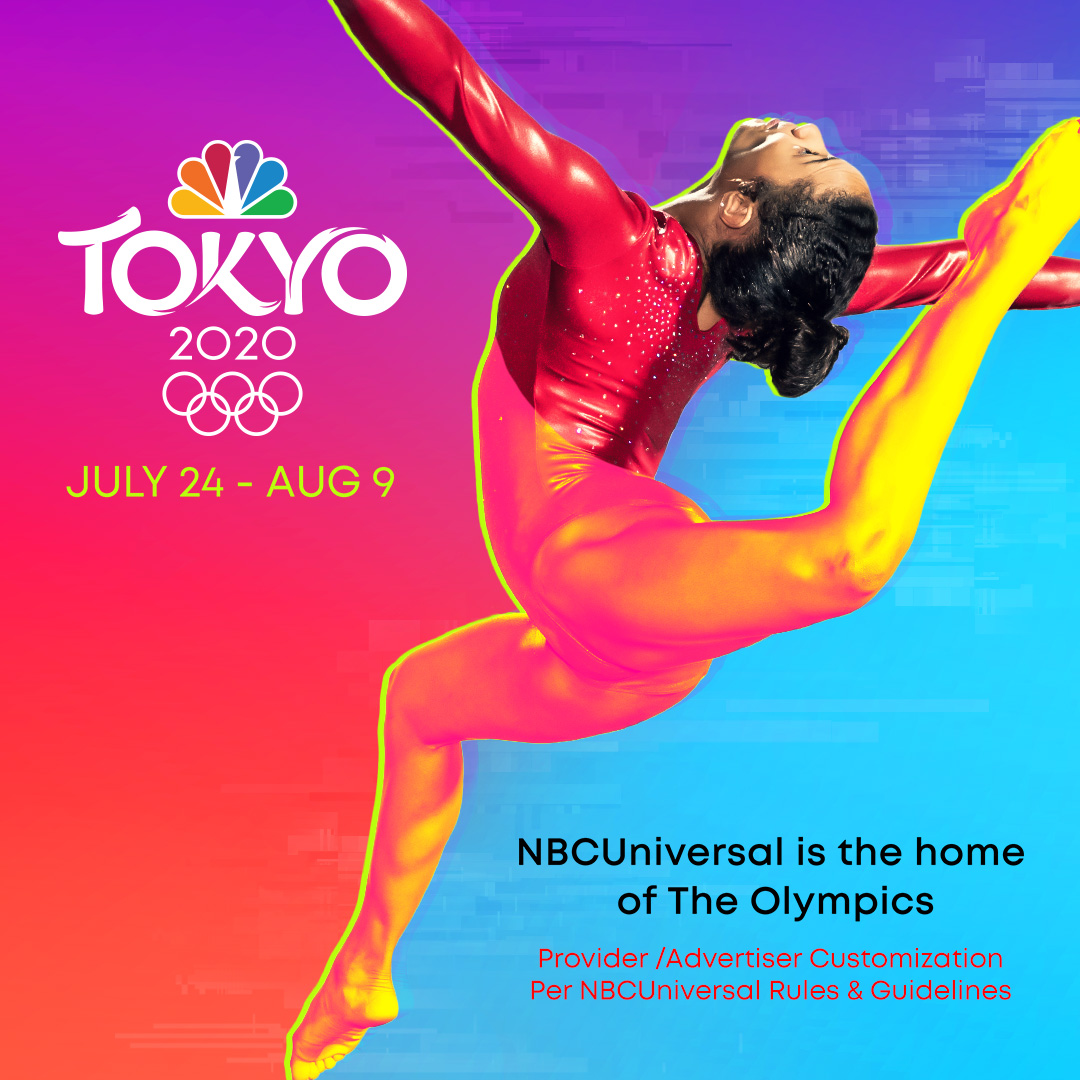 TOKYO
2020
JULY 24 - AUG 9
NBCUniversal is the home
of The Olympics
Provider /Advertiser Customization
Per NBCUniversal Rules & Guidelines